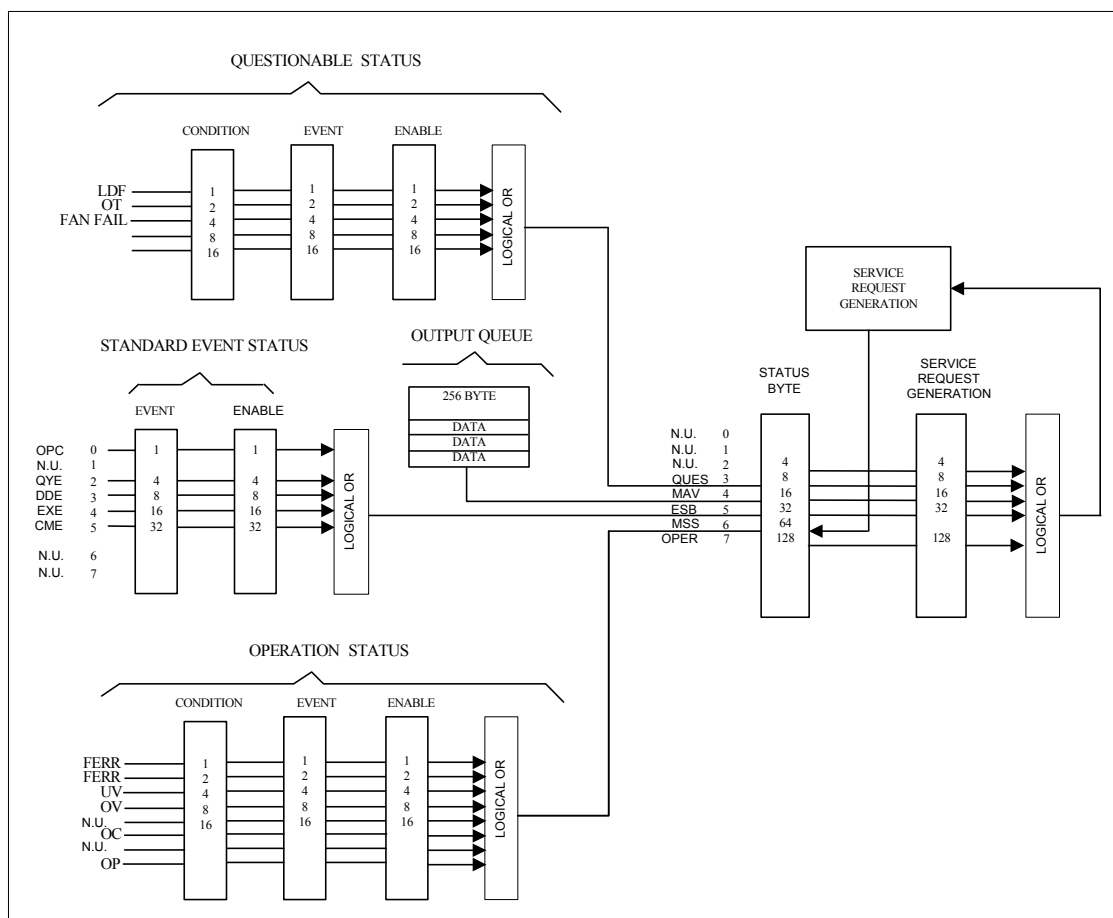 QUESTIONABLE STATUS
CONDITION EVENT ENABLE
LDF 1 1 1
OT 2 2 2
FAN FAIL 4 4 4
8 8 8
16 16 16
LOGICAL OR
SERVICE
REQUEST
GENERATION
STANDARD EVENT STATUS
EVENT ENABLE
OPC 0 1 1
N.U. 1
QYE 2 4 4
DDE 3 8 8
EXE 4 16 16
CME 5 32 32
N.U. 6
N.U. 7
LOGICAL OR
OUTPUT QUEUE
256 BYTE
DATA
DATA
DATA
STATUS
BYTE
SERVICE
REQUEST
GENERATION
N.U. 0
N.U. 1
N.U. 2 4 4
QUES 3 8 8
MAV 4 16 16
ESB 5 32 32
MSS 6 64
OPER 7 128 128
LOGICAL OR
OPERATION STATUS
CONDITION EVENT ENABLE
FERR 1 1 1
FERR 2 2 2
UV 4 4 4
OV 8 8 8
N.U. 16 16 16
OC
N.U.
OP
LOGICAL OR